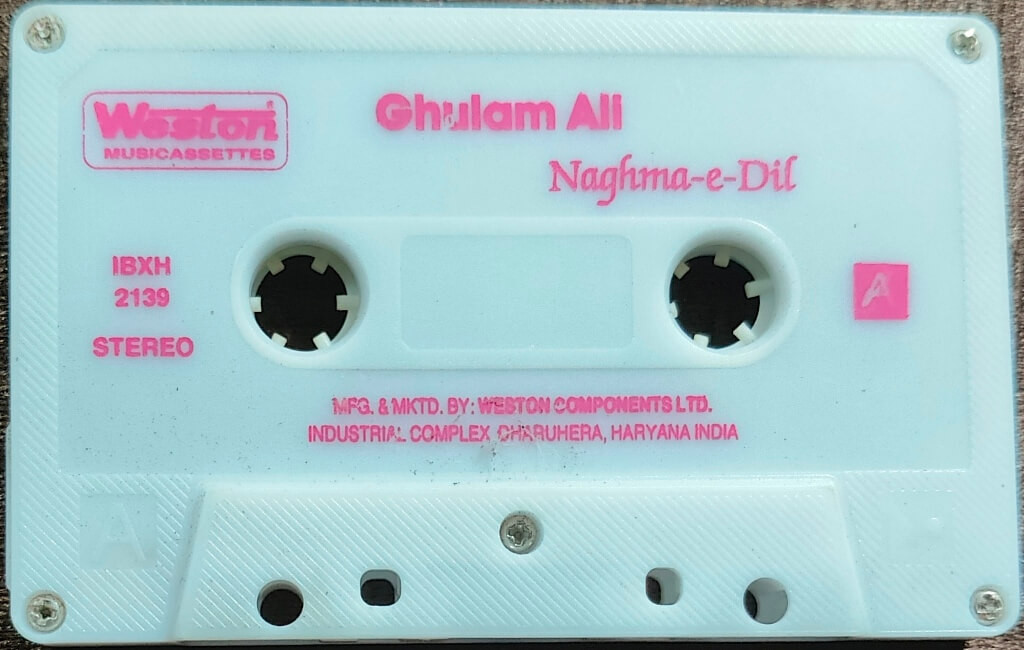 Weston
MUSICASSETTES
Ghulam Ali
Naghma-e-Dil
IBXH
2139
STEREO
A
MFG. & MKTD. BY: WESTON COMPONENTS LTD.
INDUSTRIAL COMPLEX DHARUHERA, HARYANA INDIA
A